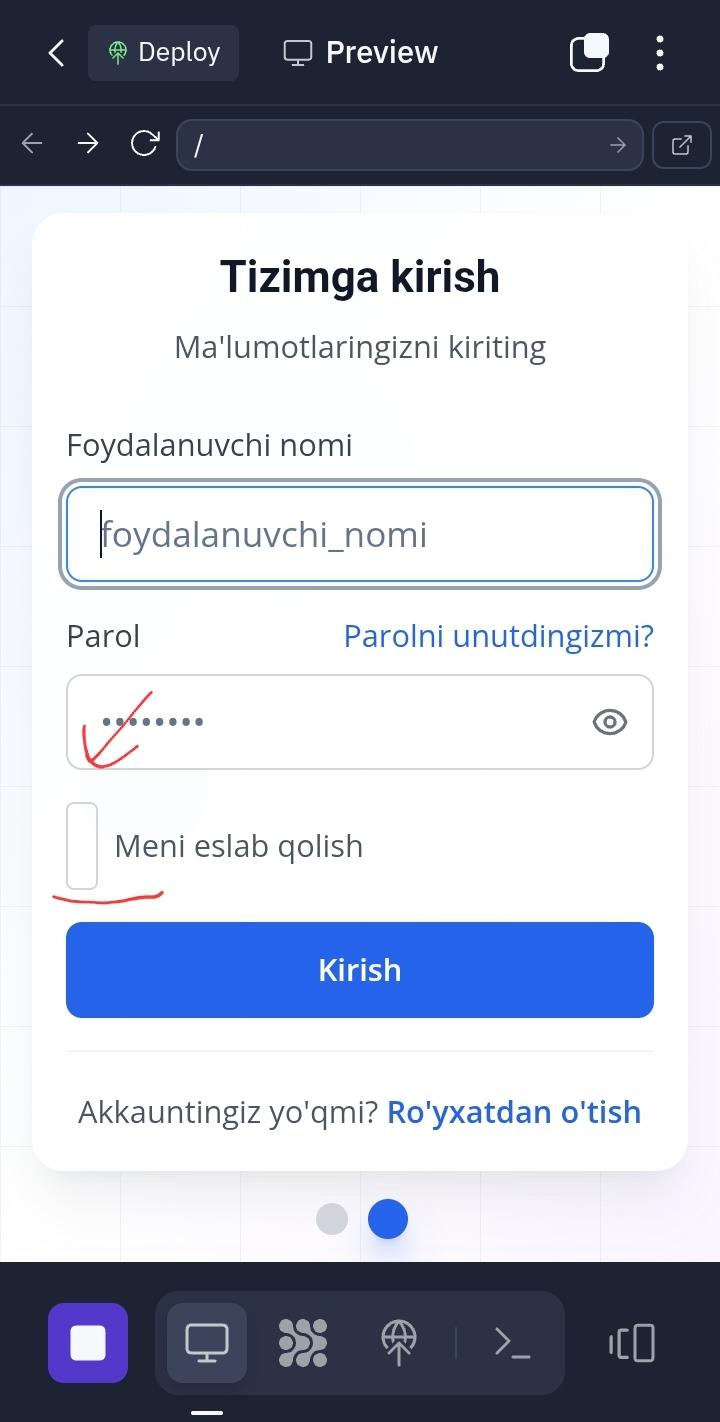 Deploy
Preview
/
Tizimga kirish
Ma'lumotlaringizni kiriting
Foydalanuvchi nomi
foydalanuvchi_nomi
Parol
Parolni unutdingizmi?
••••••••
Meni eslab qolish
Kirish
Akkauntingiz yo'qmi? Ro'yxatdan o'tish